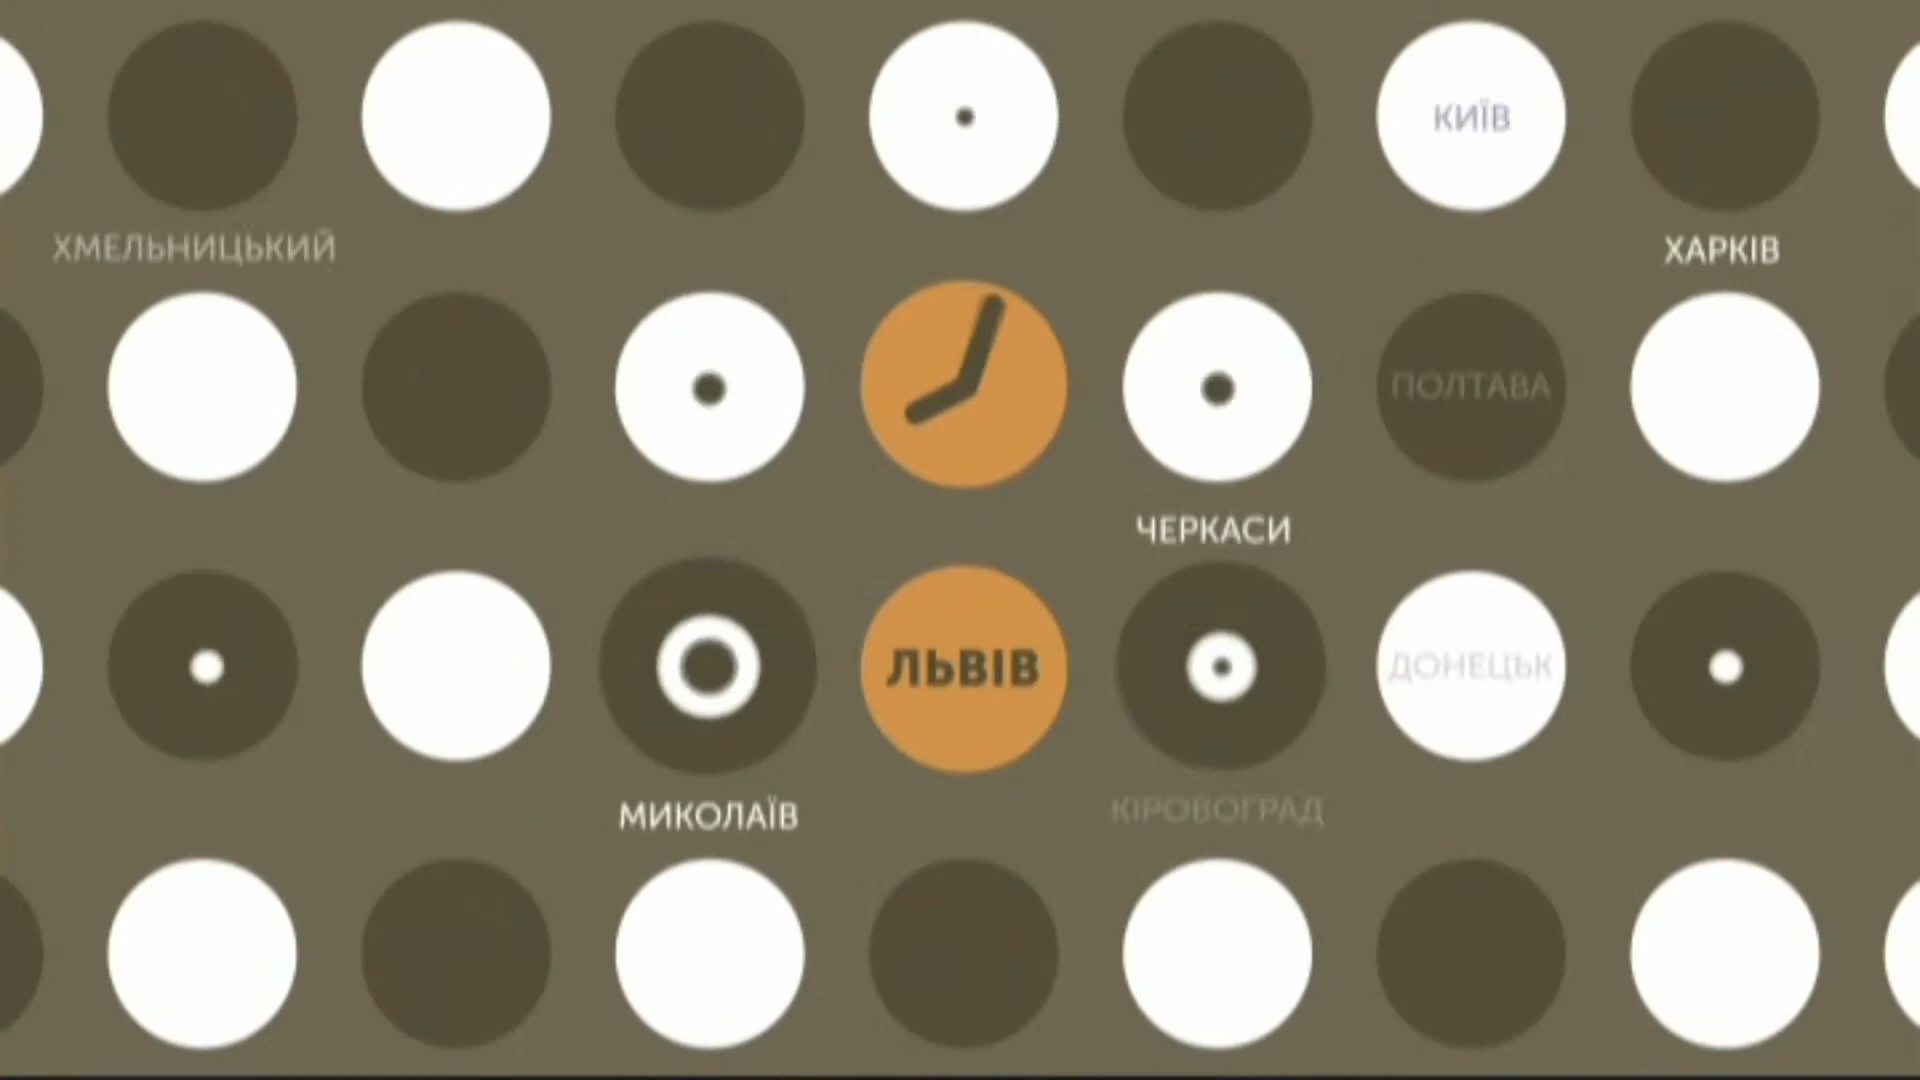 КИЇВ
ХМЕЛЬНИЦЬКИЙ
ХАРКІВ
ПОЛТАВА
ЧЕРКАСИ
ЛЬВІВ
ДОНЕЦЬК
МИКОЛАЇВ
КІРОВОГРАД